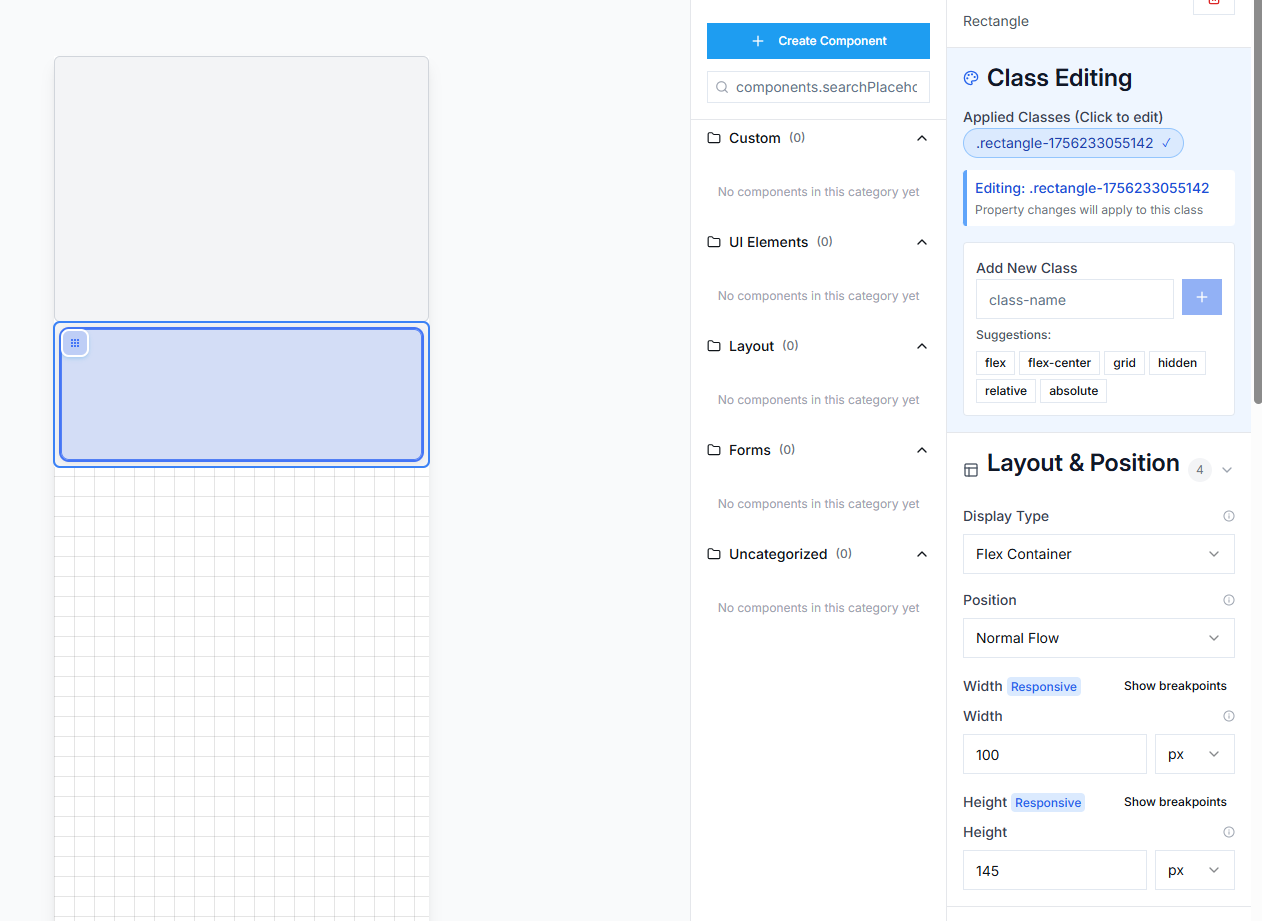 Create Component
components.searchPlaceho
Custom (0)
No components in this category yet
UI Elements (0)
No components in this category yet
Layout (0)
No components in this category yet
Forms (0)
No components in this category yet
Uncategorized (0)
No components in this category yet
Rectangle
Class Editing
Applied Classes (Click to edit)
.rectangle-1756233055142 ✓
Editing: .rectangle-1756233055142
Property changes will apply to this class
Add New Class
class-name
Suggestions:
flex flex-center grid hidden
relative absolute
Layout & Position 4
Display Type
Flex Container
Position
Normal Flow
Width Responsive Show breakpoints
Width
100 px
Height Responsive Show breakpoints
Height
145 px